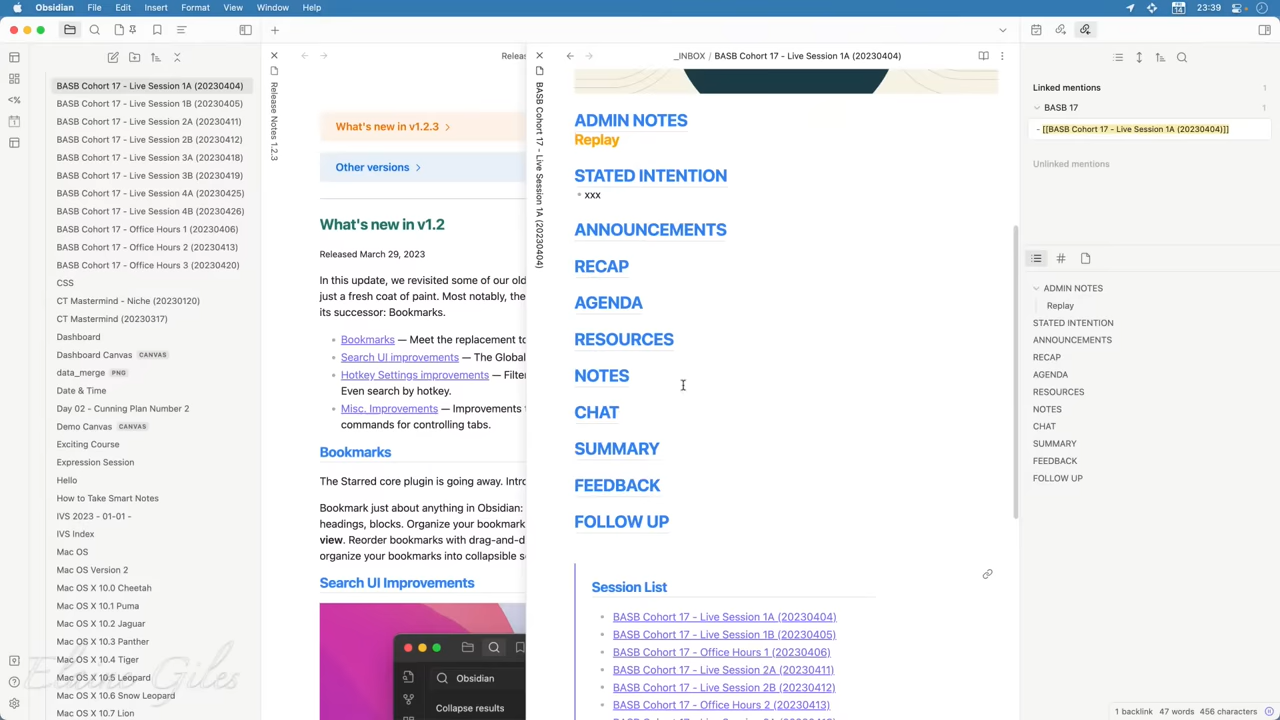 Obsidian File Edit Format View Insert Window Help
23:39
_INBOX / BASB Cohort 17 - Live Session 1A (20230404)
Releas
BASB Cohort 17 - Live Session 1A (20230404)
BASB Cohort 17 - Live Session 1B (20230405)
BASB Cohort 17 - Live Session 2A (20230411)
BASB Cohort 17 - Live Session 2B (20230412)
BASB Cohort 17 - Live Session 3A (20230418)
BASB Cohort 17 - Live Session 3B (20230419)
BASB Cohort 17 - Live Session 4A (20230425)
BASB Cohort 17 - Live Session 4B (20230426)
BASB Cohort 17 - Office Hours 1 (20230406)
BASB Cohort 17 - Office Hours 2 (20230413)
BASB Cohort 17 - Office Hours 3 (20230420)
CSS
CT Mastermind - Niche (20230120)
CT Mastermind (20230317)
Dashboard
Dashboard Canvas CANVAS
data_merge PNG
Date & Time
Day 02 - Cunning Plan Number 2
Demo Canvas CANVAS
Exciting Course
Expression Session
Hello
How to Take Smart Notes
IVS 2023 - 01-01 -
IVS Index
Mac OS
Mac OS Version 2
Mac OS X 10.0 Cheetah
Mac OS X 10.1 Puma
Mac OS X 10.2 Jaguar
Mac OS X 10.3 Panther
Mac OS X 10.4 Tiger
Mac OS X 10.5 Leopard
Mac OS X 10.6 Snow Leopard
Mac OS X 10.7 Lion
Giles
Release Notes 1.2.3
What's new in v1.2.3
Other versions
What's new in v1.2
Released March 29, 2023
In this update, we revisited some of our old
just a fresh coat of paint. Most notably, the
its successor: Bookmarks.
Bookmarks — Meet the replacement to
Search UI improvements — The Global
Hotkey Settings improvements — Filter
Even search by hotkey.
Misc. Improvements — Improvements t
commands for controlling tabs.
Bookmarks
The Starred core plugin is going away. Intro
Bookmark just about anything in Obsidian:
headings, blocks. Organize your bookmark
view. Reorder bookmarks with drag-and-d
organize your bookmarks into collapsible s
Search UI Improvements
Obsidian
Collapse results
BASB Cohort 17 - Live Session 1A (20230404)
ADMIN NOTES
Replay
STATED INTENTION
xxx
ANNOUNCEMENTS
RECAP
AGENDA
RESOURCES
NOTES
CHAT
SUMMARY
FEEDBACK
FOLLOW UP
Session List
BASB Cohort 17 - Live Session 1A (20230404)
BASB Cohort 17 - Live Session 1B (20230405)
BASB Cohort 17 - Office Hours 1 (20230406)
BASB Cohort 17 - Live Session 2A (20230411)
BASB Cohort 17 - Live Session 2B (20230412)
BASB Cohort 17 - Office Hours 2 (20230413)
Linked mentions 1
BASB 17 1
- [[BASB Cohort 17 - Live Session 1A (20230404)]]
Unlinked mentions
ADMIN NOTES
Replay
STATED INTENTION
ANNOUNCEMENTS
RECAP
AGENDA
RESOURCES
NOTES
CHAT
SUMMARY
FEEDBACK
FOLLOW UP
1 backlink 47 words 456 characters